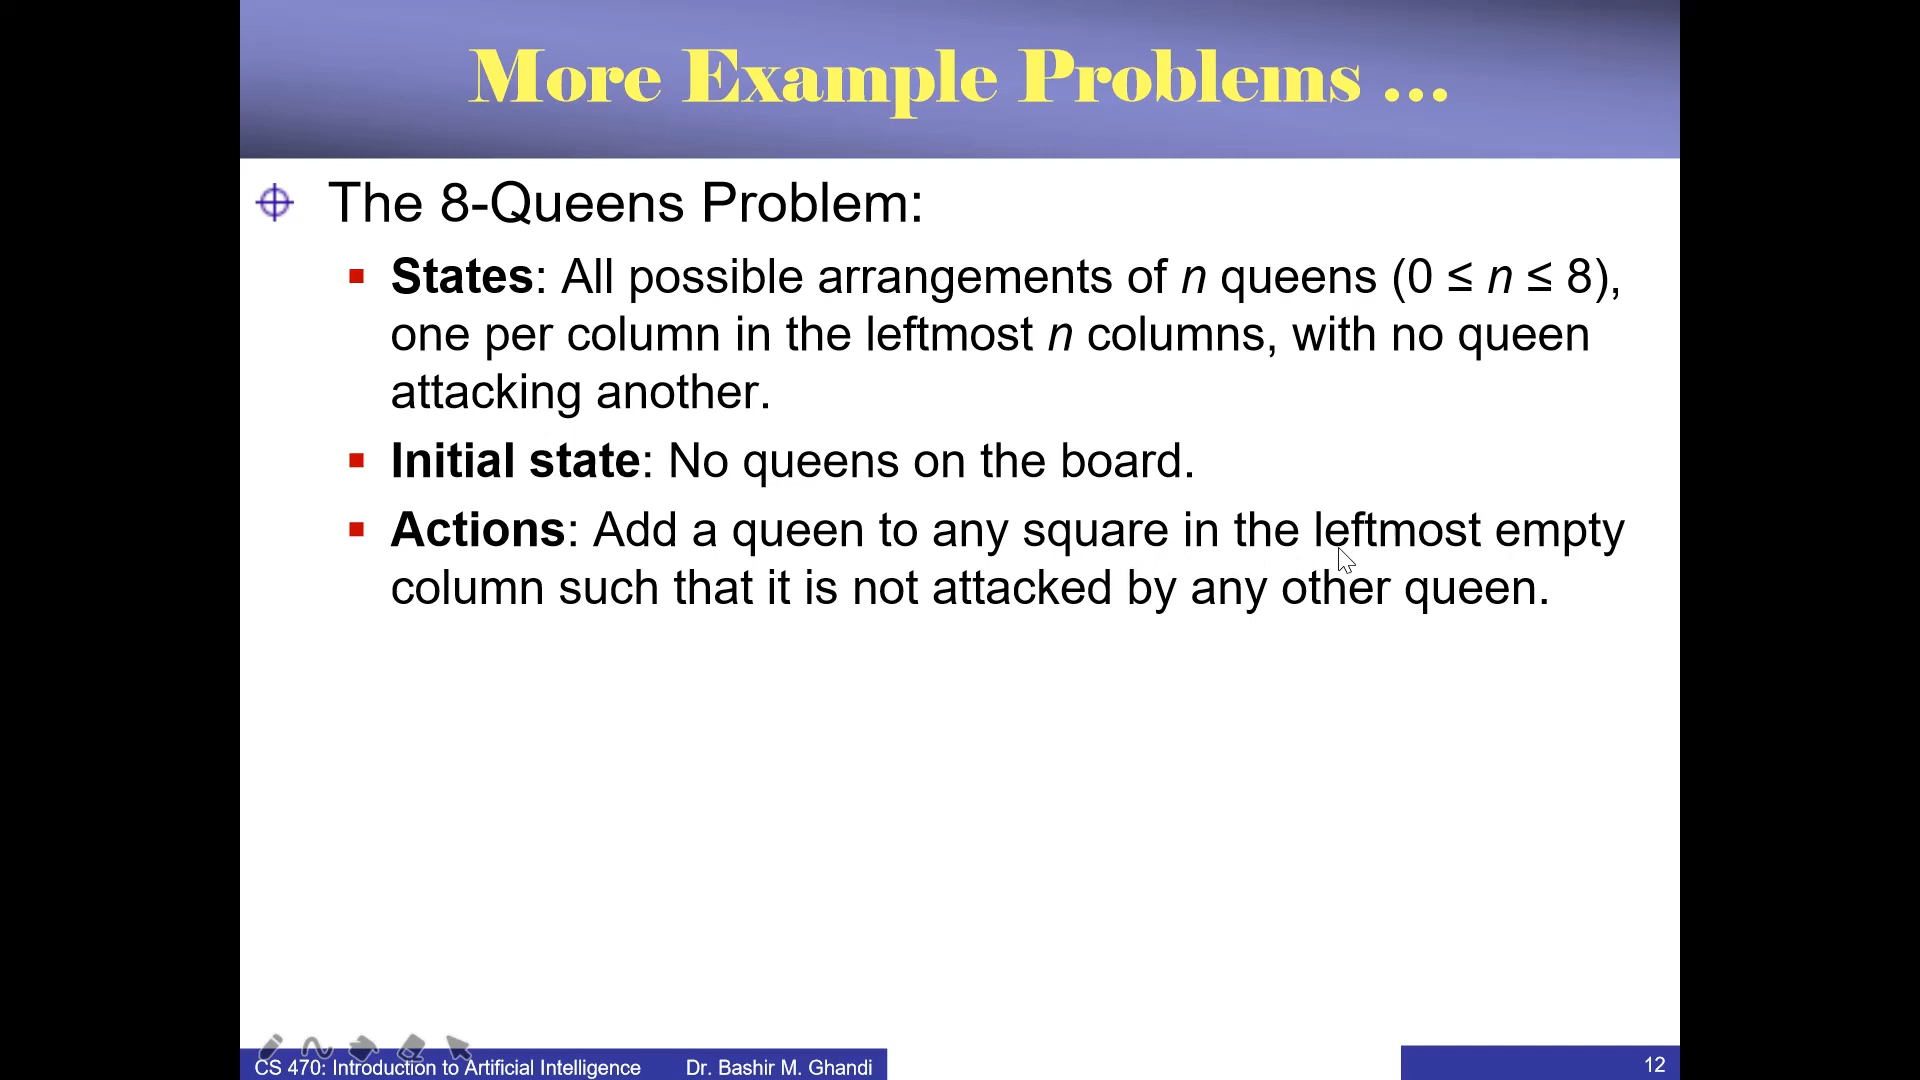 More Example Problems ...
The 8-Queens Problem:
States: All possible arrangements of n queens (0 ≤ n ≤ 8),
one per column in the leftmost n columns, with no queen
attacking another.
Initial state: No queens on the board.
Actions: Add a queen to any square in the leftmost empty
column such that it is not attacked by any other queen.
CS 470: Introduction to Artificial Intelligence Dr. Bashir M. Ghandi
12